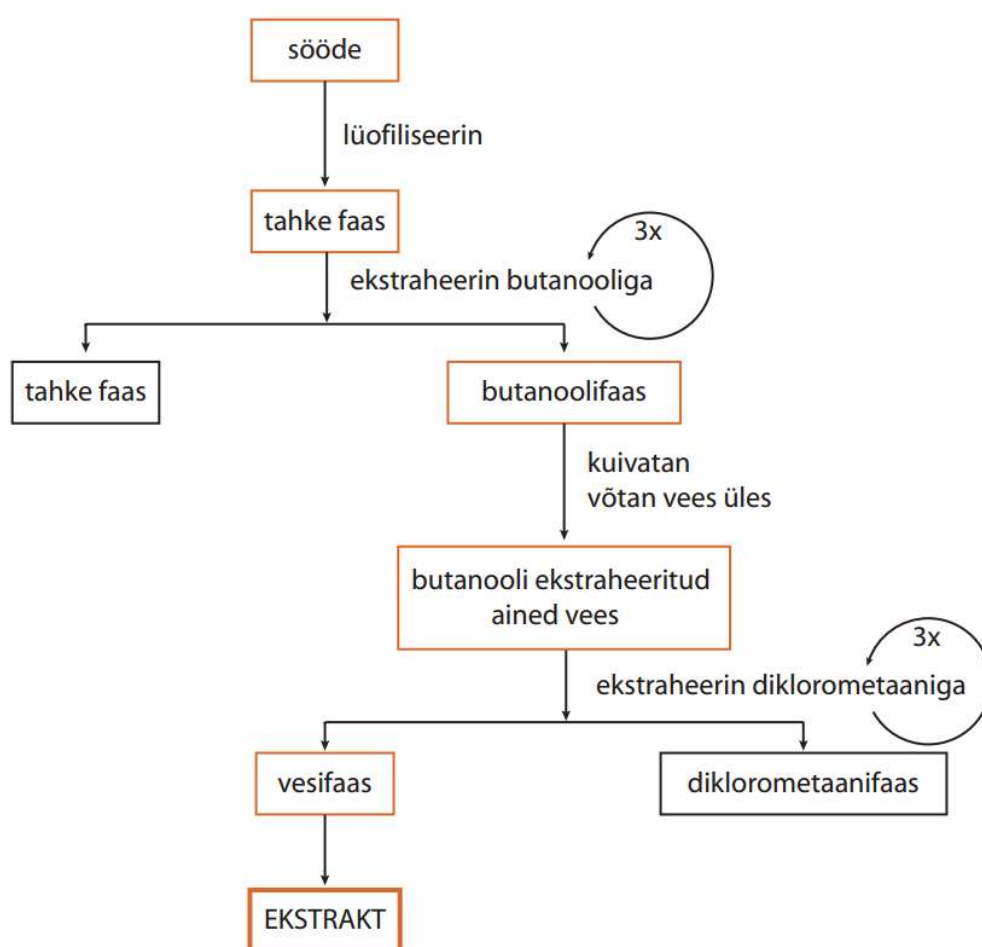 sööde
lüofiliseerin
tahke faas
3x
ekstraheerin butanooliga
tahke faas
butanoolifaas
kuivatan
võtan vees üles
butanooli ekstraheeritud
ained vees
3x
ekstraheerin diklorometaaniga
vesifaas
diklorometaanifaas
EKSTRAKT